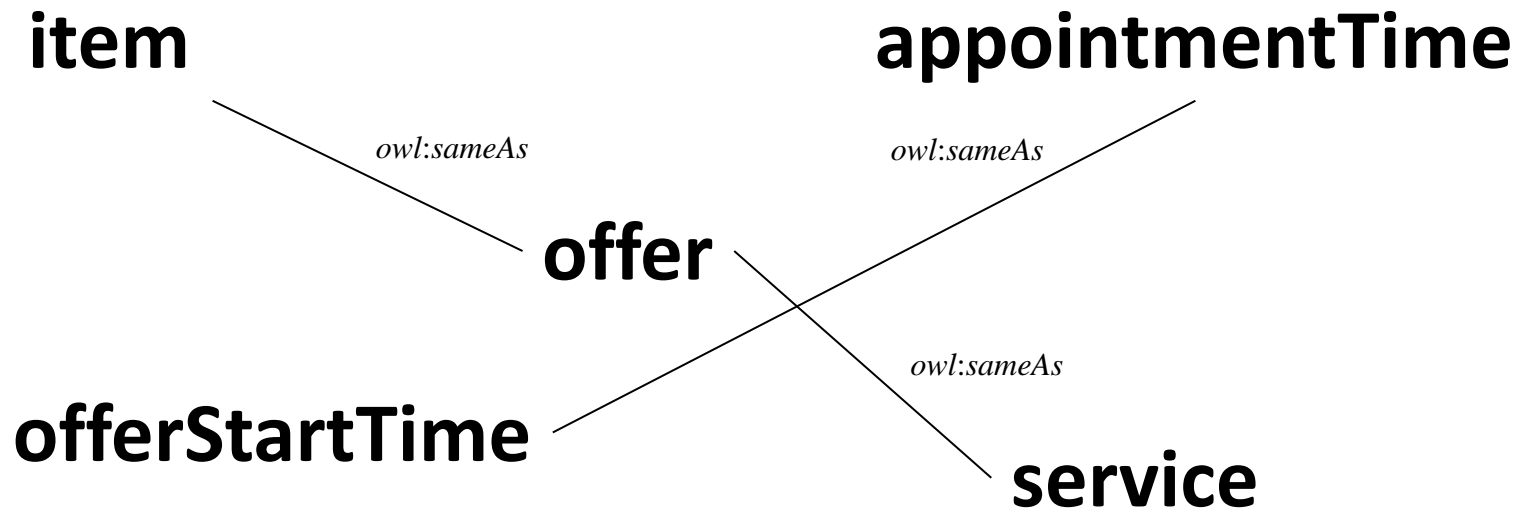 item
appointmentTime
owl:sameAs
owl:sameAs
offer
owl:sameAs
offerStartTime
service